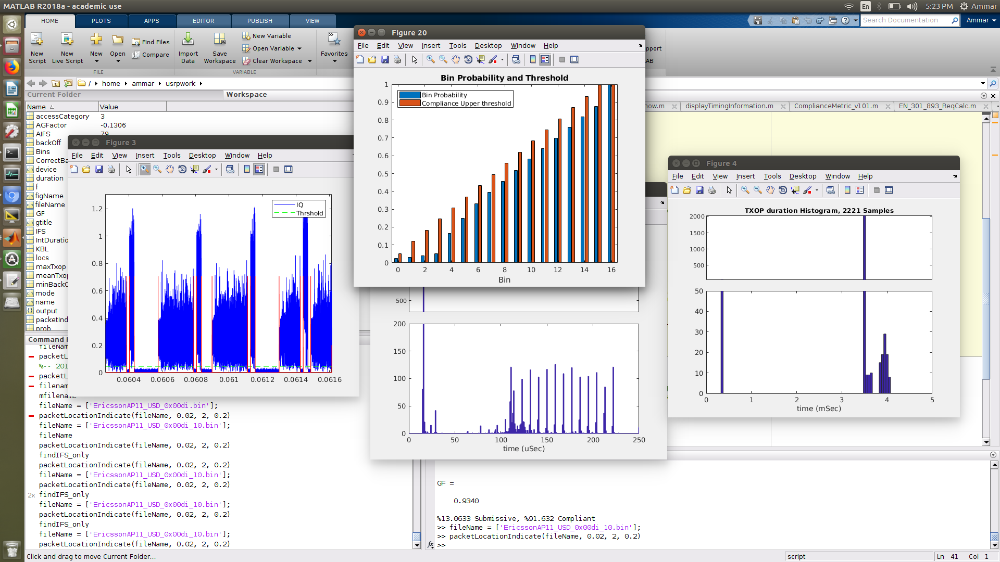 MATLAB R2018a - academic use
En
5:23 PM
Ammar
HOME PLOTS APPS EDITOR PUBLISH VIEW
Search Documentation
Ammar
New Script
New Live Script
New
Open
Find Files
Compare
Import Data
Save Workspace
New Variable
Open Variable
Clear Workspace
Favorites
FILE
VARIABLE
/ home ammar usrpwork
Current Folder
Workspace
Name Value
accessCategory 3
AGFactor -0.1306
AIFS 79
backOff
Bins
CorrectBa
device
duration
f
figName
fileName
GF
gtitle
IFS
IntDuratio
KBL
locs
maxTxop
meanTxop
minBackO
mode
name
output
packetInd
prob
displayTimingInformation.m
ComplianceMetric_v101.m
EN_301_893_ReqCalc.m
Figure 20
File Edit View Insert Tools Desktop Window Help
Bin Probability and Threshold
Bin Probability
Compliance Upper threshold
1
0.9
0.8
0.7
0.6
0.5
0.4
0.3
0.2
0.1
0
0 2 4 6 8 10 12 14 16
Bin
Figure 3
File Edit View Insert Tools Desktop Window Help
IQ
Thrshold
1.2
1
0.8
0.6
0.4
0.2
0
0.0604 0.0606 0.0608 0.061 0.0612 0.0614 0.0616
500
200
150
100
50
0
0 50 100 150 200 250
time (uSec)
Figure 4
File Edit View Insert Tools Desktop Window Help
TXOP duration Histogram, 2221 Samples
2000
1500
1000
500
50
40
30
20
10
0
0 1 2 3 4 5
time (mSec)
Command
fileNam
packetL
%-- 201
packetL
filenam
mfilenam
fileName = ['EricssonAP11_USD_0x00di.bin'];
packetLocationIndicate(fileName, 0.02, 2, 0.2)
fileName = ['EricssonAP11_USD_0x00di_10.bin'];
fileName
packetLocationIndicate(fileName, 0.02, 2, 0.2)
findIFS_only
packetLocationIndicate(fileName, 0.02, 2, 0.2)
fileName = ['EricssonAP11_USD_0x00di_10.bin'];
packetLocationIndicate(fileName, 0.02, 2, 0.2)
2x findIFS_only
fileName = ['EricssonAP11_USD_0x00di_10.bin'];
packetLocationIndicate(fileName, 0.02, 2, 0.2)
findIFS_only
fileName = ['EricssonAP11_USD_0x00di_10.bin'];
packetLocationIndicate(fileName, 0.02, 2, 0.2)
GF =
0.9340
%13.0633 Submissive, %91.632 Compliant
>> fileName = ['EricssonAP11_USD_0x00di_10.bin'];
>> packetLocationIndicate(fileName, 0.02, 2, 0.2)
fx >>
Click and drag to move Current Folder...
script
Ln 41 Col 1